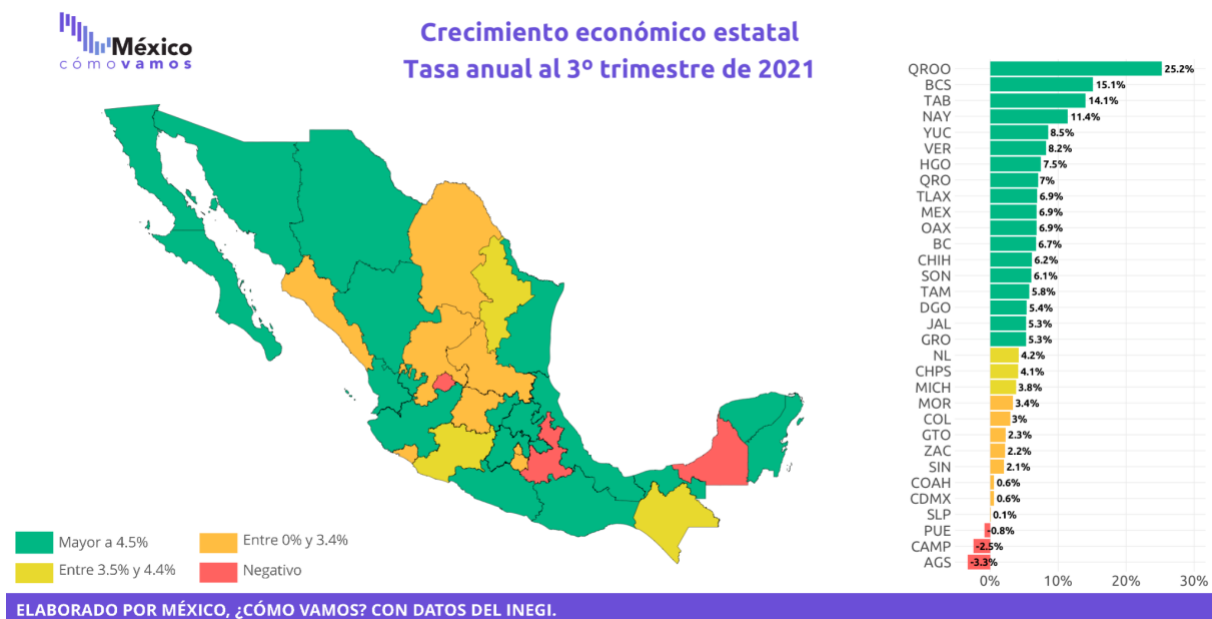 México
cómovamos
Crecimiento económico estatal
Tasa anual al 3º trimestre de 2021
QROO 25.2%
BCS 15.1%
TAB 14.1%
NAY 11.4%
YUC 8.5%
VER 8.2%
HGO 7.5%
QRO 7%
TLAX 6.9%
MEX 6.9%
OAX 6.9%
BC 6.7%
CHIH 6.2%
SON 6.1%
TAM 5.8%
DGO 5.4%
JAL 5.3%
GRO 5.3%
NL 4.2%
CHPS 4.1%
MICH 3.8%
MOR 3.4%
COL 3%
GTO 2.3%
ZAC 2.2%
SIN 2.1%
COAH 0.6%
CDMX 0.6%
SLP 0.1%
PUE -0.8%
CAMP -2.5%
AGS -3.3%
0% 10% 20% 30%
Mayor a 4.5%
Entre 0% y 3.4%
Entre 3.5% y 4.4%
Negativo
ELABORADO POR MÉXICO, ¿CÓMO VAMOS? CON DATOS DEL INEGI.